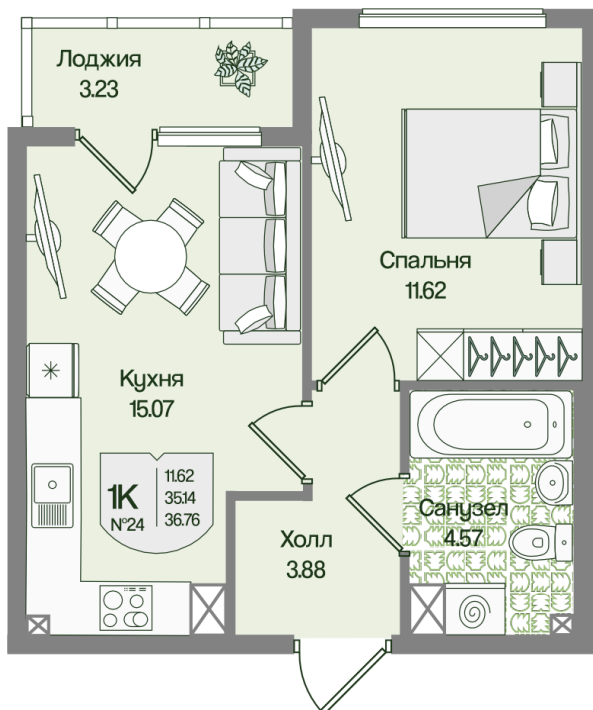 Лоджия
3.23
Спальня
11.62
Кухня
15.07
1К
№24
11.62
35.14
36.76
Холл
3.88
Санузел
4.57